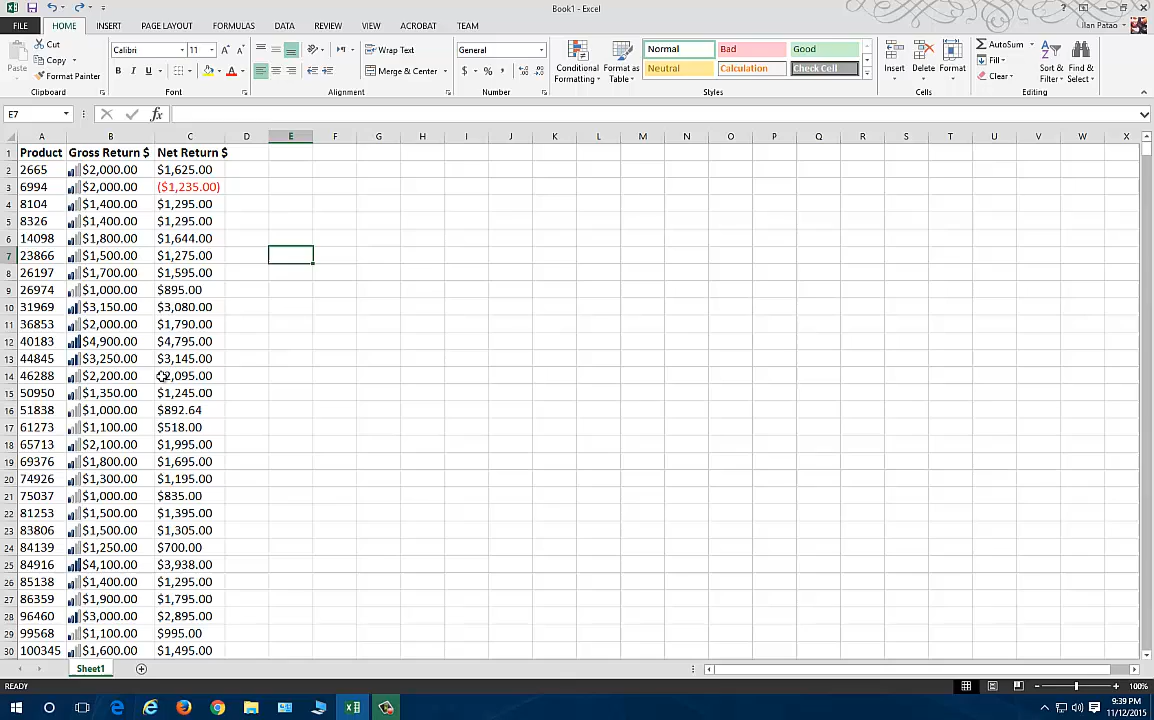 Book1 - Excel
FILE HOME INSERT PAGE LAYOUT FORMULAS DATA REVIEW VIEW ACROBAT TEAM
Ilan Patao
Paste
Cut
Copy
Format Painter
Clipboard
Calibri 11
B I U
Font
Wrap Text
Merge & Center
Alignment
General
$ % ,
Number
Conditional Formatting
Format as Table
Normal Bad Good
Neutral Calculation Check Cell
Styles
Insert Delete Format
Cells
AutoSum
Fill
Clear
Sort & Filter
Find & Select
Editing
E7
fx
A B C D E F G H I J K L M N O P Q R S T U V W X
1 Product Gross Return $ Net Return $
2 2665 $2,000.00 $1,625.00
3 6994 $2,000.00 ($1,235.00)
4 8104 $1,400.00 $1,295.00
5 8326 $1,400.00 $1,295.00
6 14098 $1,800.00 $1,644.00
7 23866 $1,500.00 $1,275.00
8 26197 $1,700.00 $1,595.00
9 26974 $1,000.00 $895.00
10 31969 $3,150.00 $3,080.00
11 36853 $2,000.00 $1,790.00
12 40183 $4,900.00 $4,795.00
13 44845 $3,250.00 $3,145.00
14 46288 $2,200.00 2,095.00
15 50950 $1,350.00 $1,245.00
16 51838 $1,000.00 $892.64
17 61273 $1,100.00 $518.00
18 65713 $2,100.00 $1,995.00
19 69376 $1,800.00 $1,695.00
20 74926 $1,300.00 $1,195.00
21 75037 $1,000.00 $835.00
22 81253 $1,500.00 $1,395.00
23 83806 $1,500.00 $1,305.00
24 84139 $1,250.00 $700.00
25 84916 $4,100.00 $3,938.00
26 85138 $1,400.00 $1,295.00
27 86359 $1,900.00 $1,795.00
28 96460 $3,000.00 $2,895.00
29 99568 $1,100.00 $995.00
30 100345 $1,600.00 $1,495.00
Sheet1
READY
100%
9:39 PM
11/12/2015